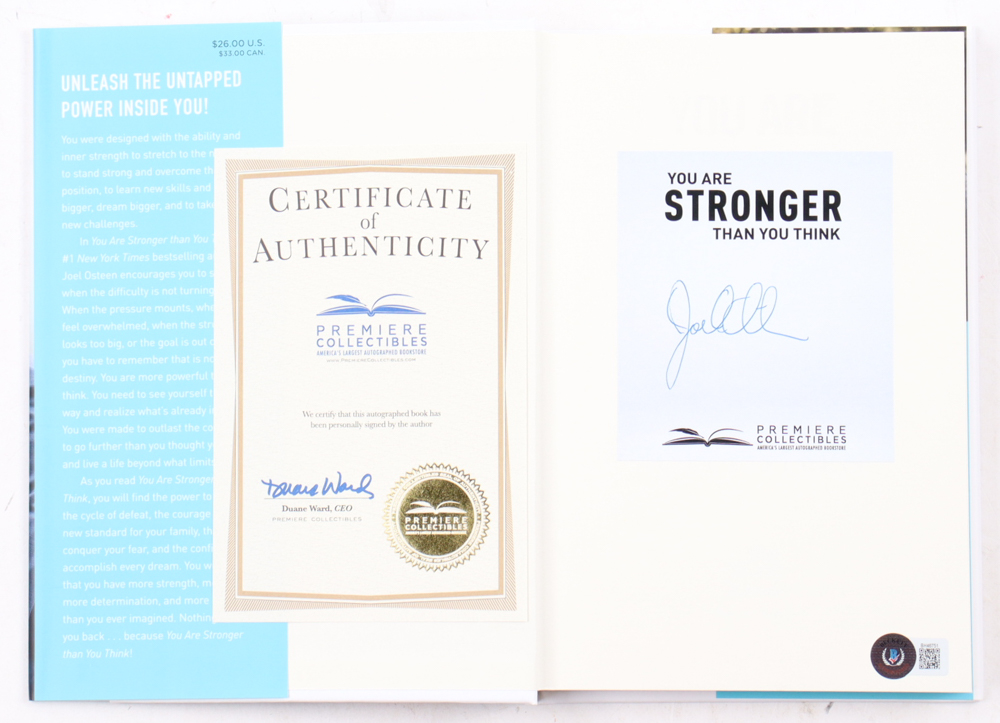 $26.00 U.S.
$33.00 CAN.
UNLEASH THE UNTAPPED
POWER INSIDE YOU!
You were designed with the ability and
inner strength to stretch to the
to stand strong and overcome
position, to learn new skills and
bigger, dream bigger, and to
new challenges.
In You Are Stronger than You
#1 New York Times bestselling
Joel Osteen encourages you to
when the difficulty is not turning
When the pressure mounts,
feel overwhelmed, when the
looks too big, or the goal is out
you have to remember that is
destiny. You are more powerful
think. You need to see yourself
way and realize what's already
You were made to outlast the
to go further than you thought
and live a life beyond what
As you read You Are Stronger
Think, you will find the power to
the cycle of defeat, the courage
new standard for your family,
conquer your fear, and the
accomplish every dream. You
that you have more strength,
more determination, and more
than you ever imagined.
you back . . . because You Are Stronger
than You Think!
CERTIFICATE
of
AUTHENTICITY
PREMIERE
COLLECTIBLES
AMERICA'S LARGEST AUTOGRAPHED BOOKSTORE
WWW.PREMIERECOLLECTIBLES.COM
We certify that this autographed book has
been personally signed by the author
Duane Ward
Duane Ward, CEO
PREMIERE COLLECTIBLES
PREMIERE
COLLECTIBLES
YOU ARE
STRONGER
THAN YOU THINK
PREMIERE
COLLECTIBLES
AMERICA'S LARGEST AUTOGRAPHED BOOKSTORE